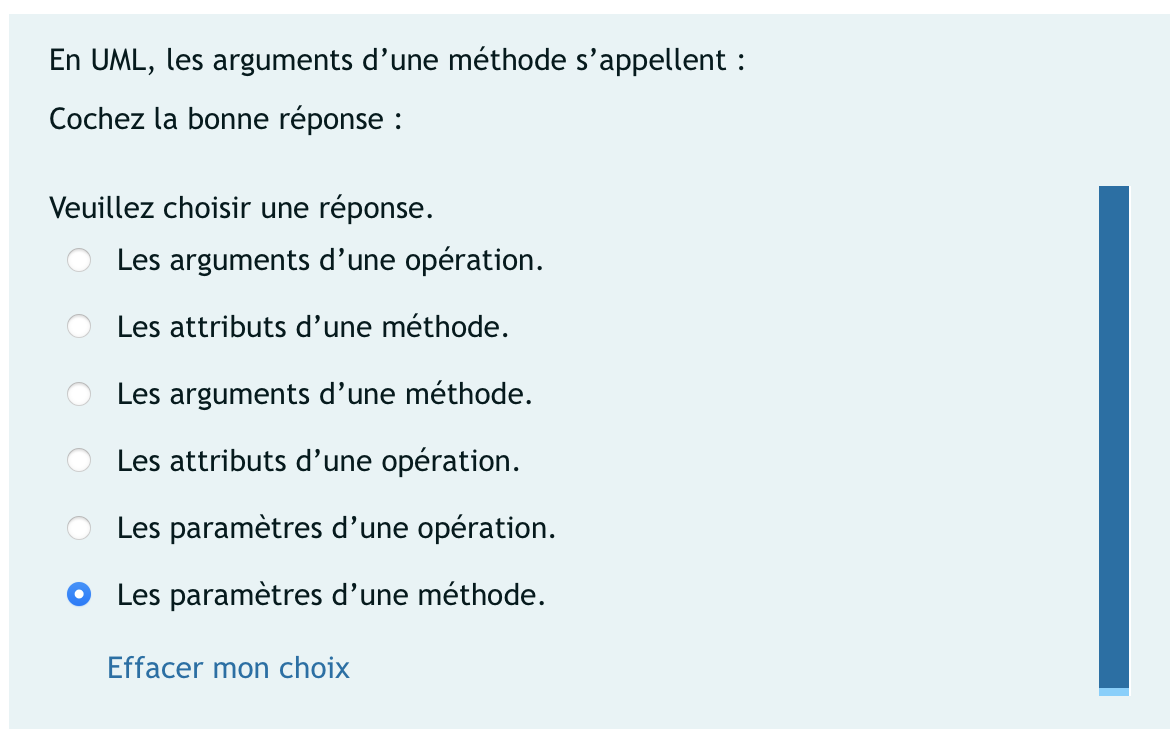 En UML, les arguments d’une méthode s’appellent :
Cochez la bonne réponse :
Veuillez choisir une réponse.
Les arguments d’une opération.
Les attributs d’une méthode.
Les arguments d’une méthode.
Les attributs d’une opération.
Les paramètres d’une opération.
Les paramètres d’une méthode.
Effacer mon choix